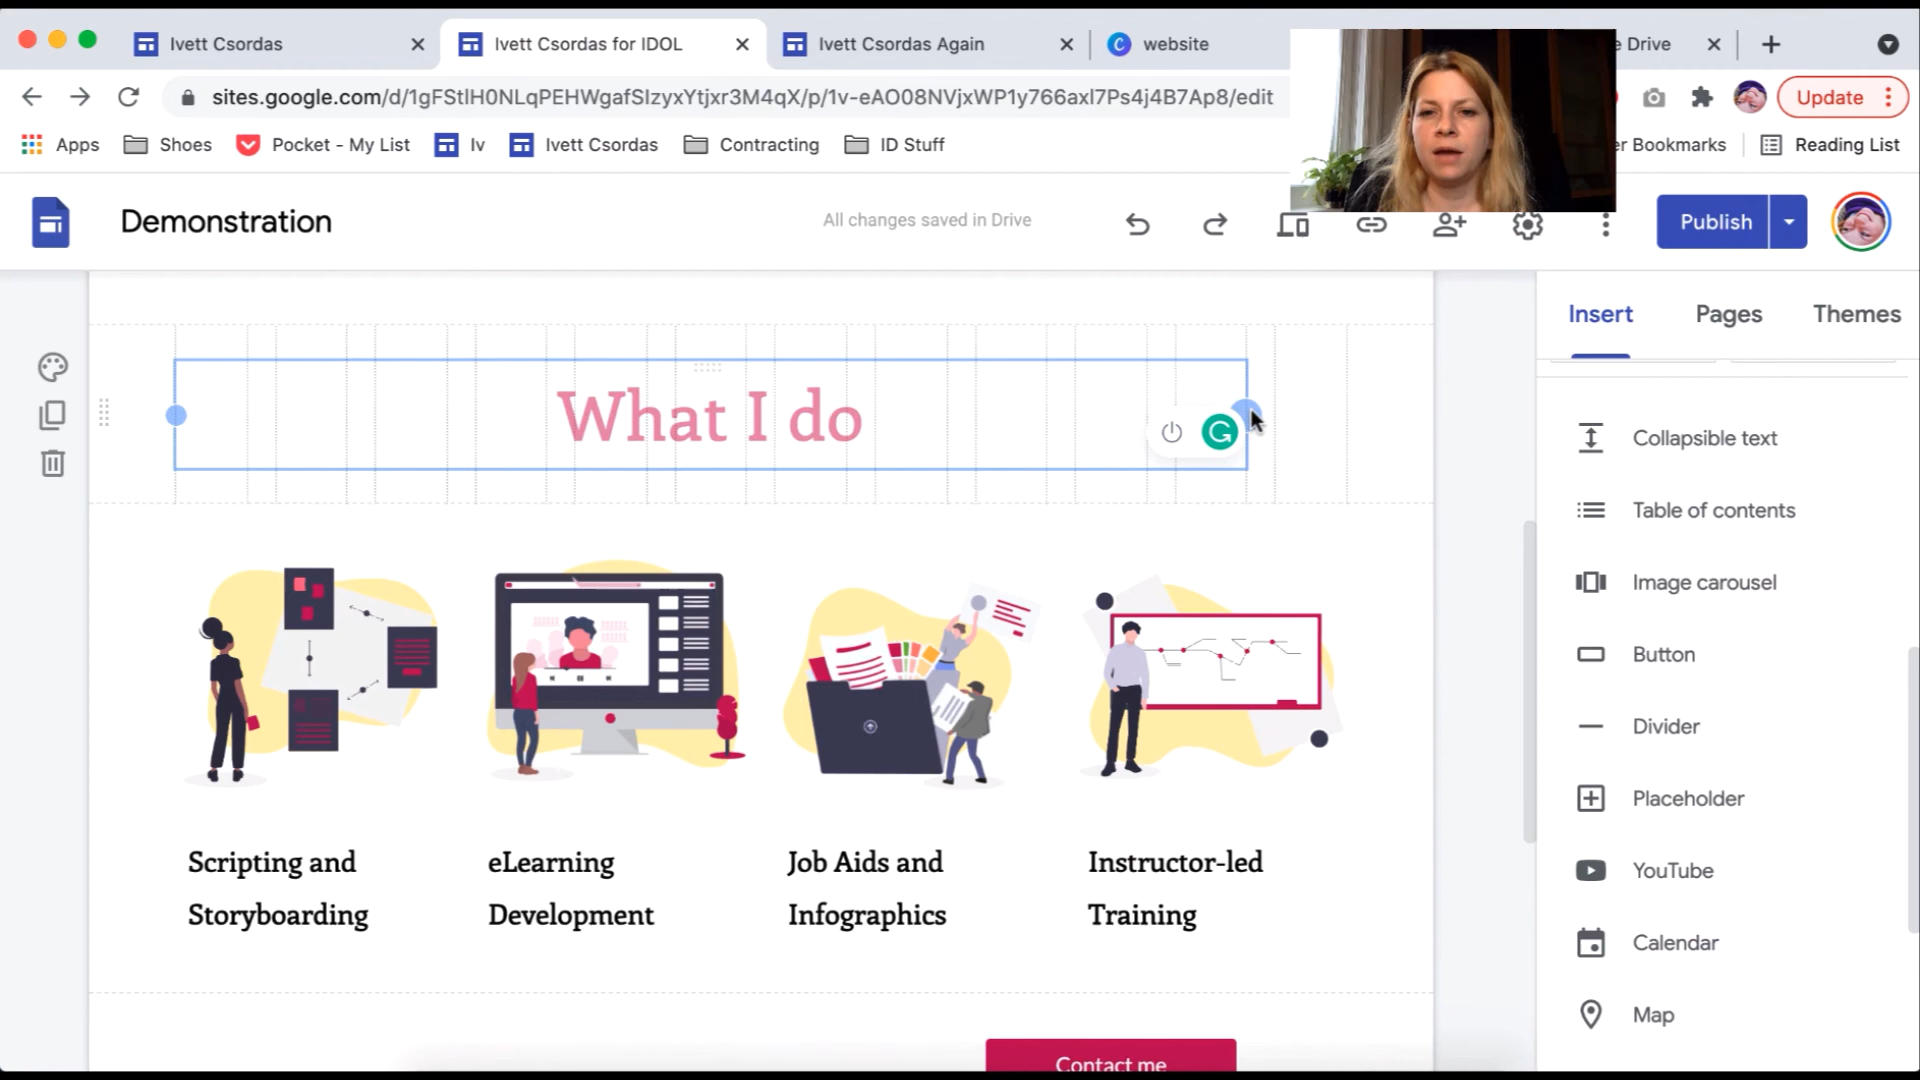 Ivett Csordas
Ivett Csordas for IDOL
Ivett Csordas Again
website
e Drive
sites.google.com/d/1gFStlH0NLqPEHWgafSIzyxYtjxr3M4qX/p/1v-eAO08NVjxWP1y766axl7Ps4j4B7Ap8/edit
Update
Apps
Shoes
Pocket - My List
Iv
Ivett Csordas
Contracting
ID Stuff
er Bookmarks
Reading List
Demonstration
All changes saved in Drive
Publish
Insert
Pages
Themes
What I do
Collapsible text
Table of contents
Image carousel
Button
Divider
Placeholder
YouTube
Calendar
Map
Scripting and
Storyboarding
eLearning
Development
Job Aids and
Infographics
Instructor-led
Training
Contact me